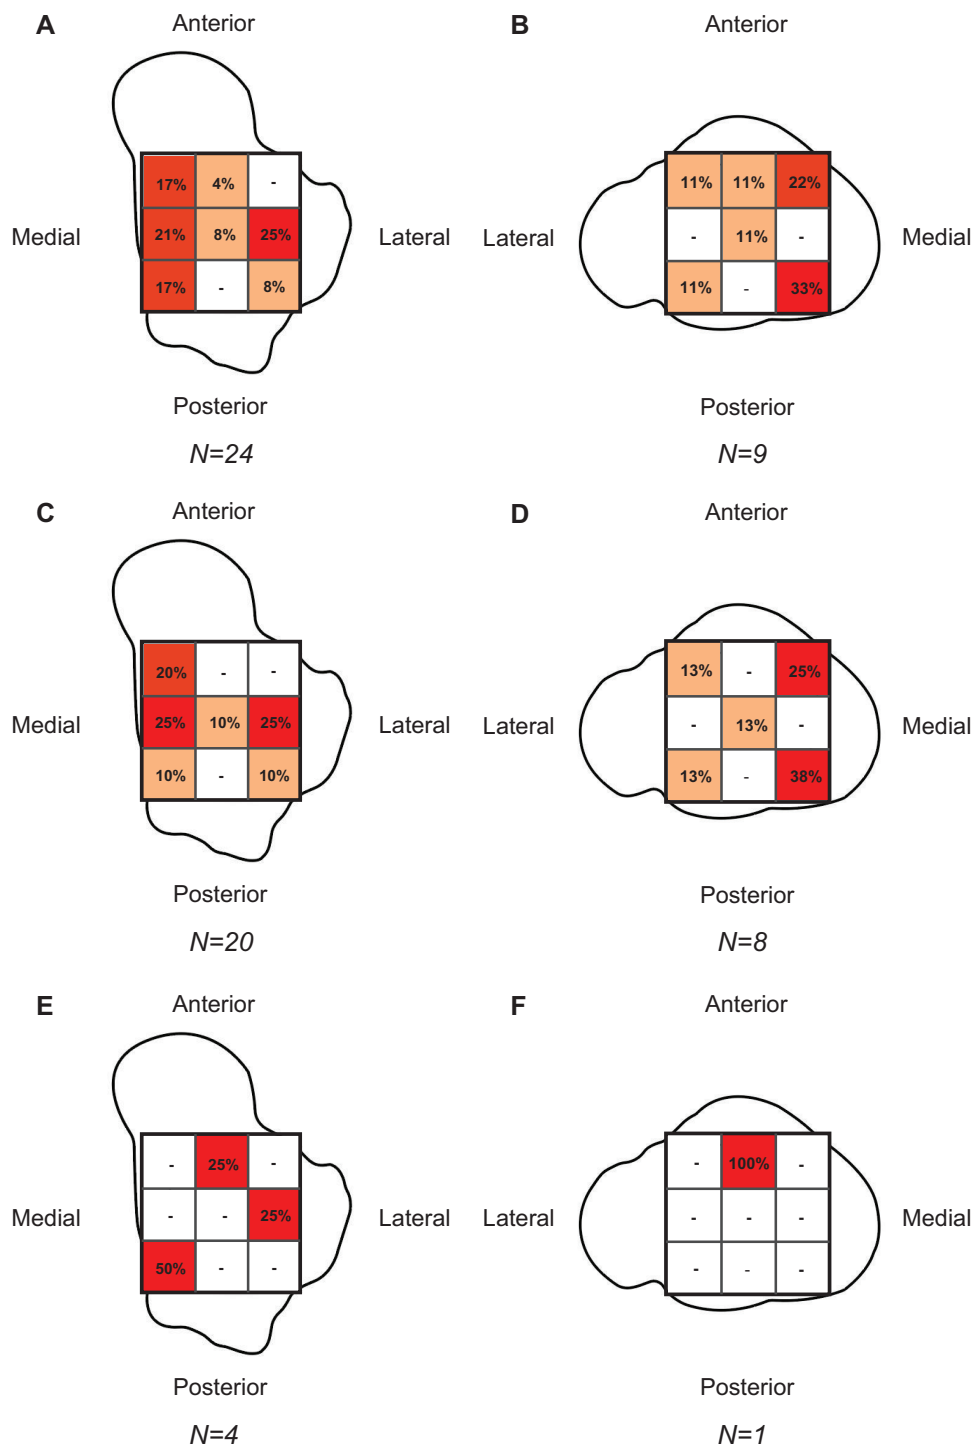 A Anterior
17% 4% -
Medial 21% 8% 25% Lateral
17% - 8%
Posterior
N=24
B Anterior
11% 11% 22%
Lateral - 11% - Medial
11% - 33%
Posterior
N=9
C Anterior
20% - -
Medial 25% 10% 25% Lateral
10% - 10%
Posterior
N=20
D Anterior
13% - 25%
Lateral - 13% - Medial
13% - 38%
Posterior
N=8
E Anterior
- 25% -
Medial - - 25% Lateral
50% - -
Posterior
N=4
F Anterior
- 100% -
Lateral - - - Medial
- - -
Posterior
N=1